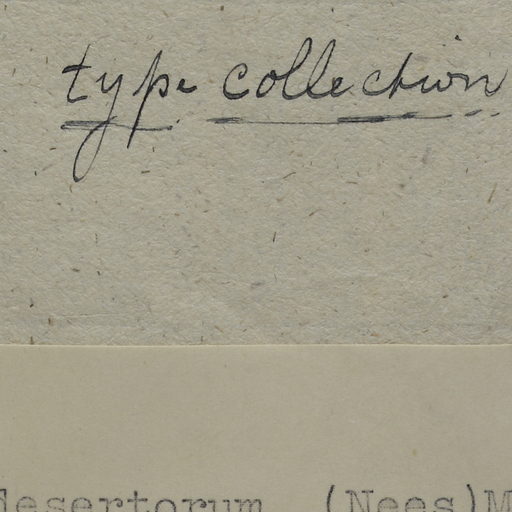 type collection
desertorum (Nees)M